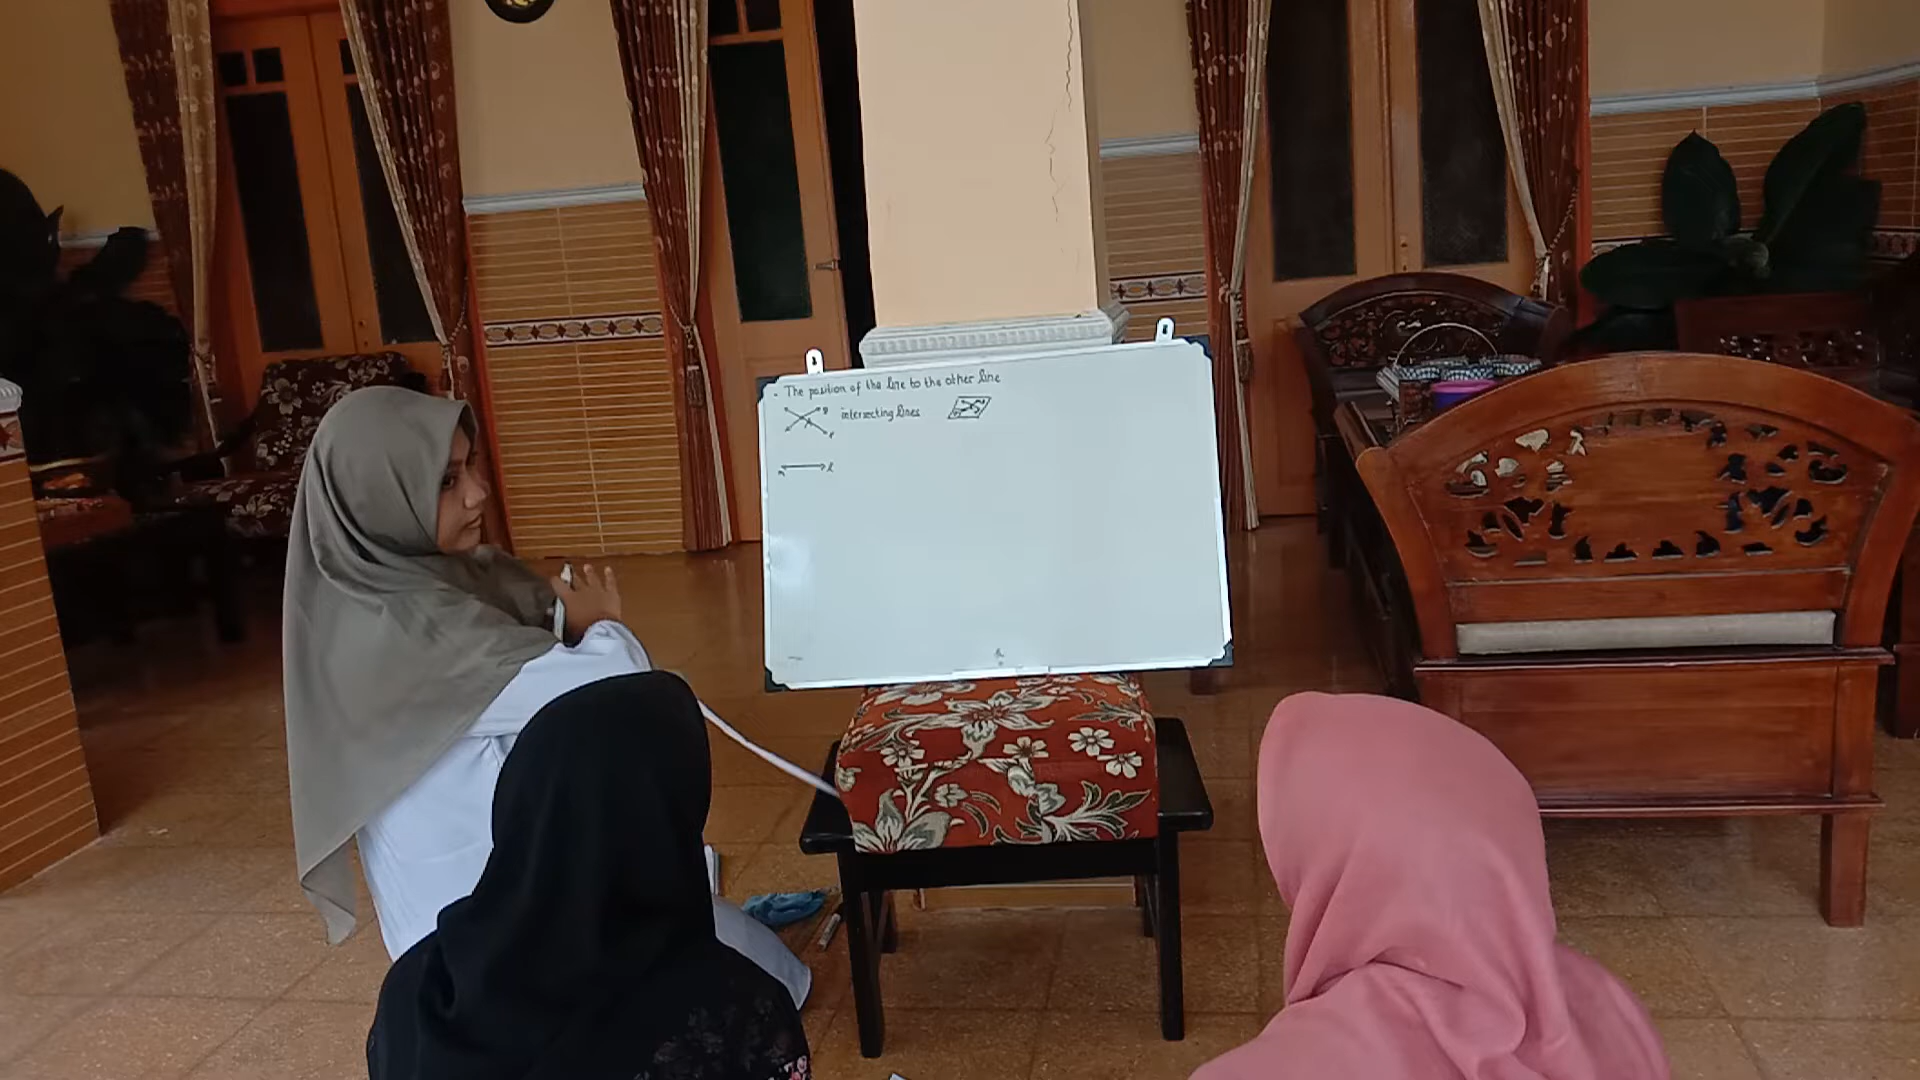 . The position of the line to the other line
intersecting lines